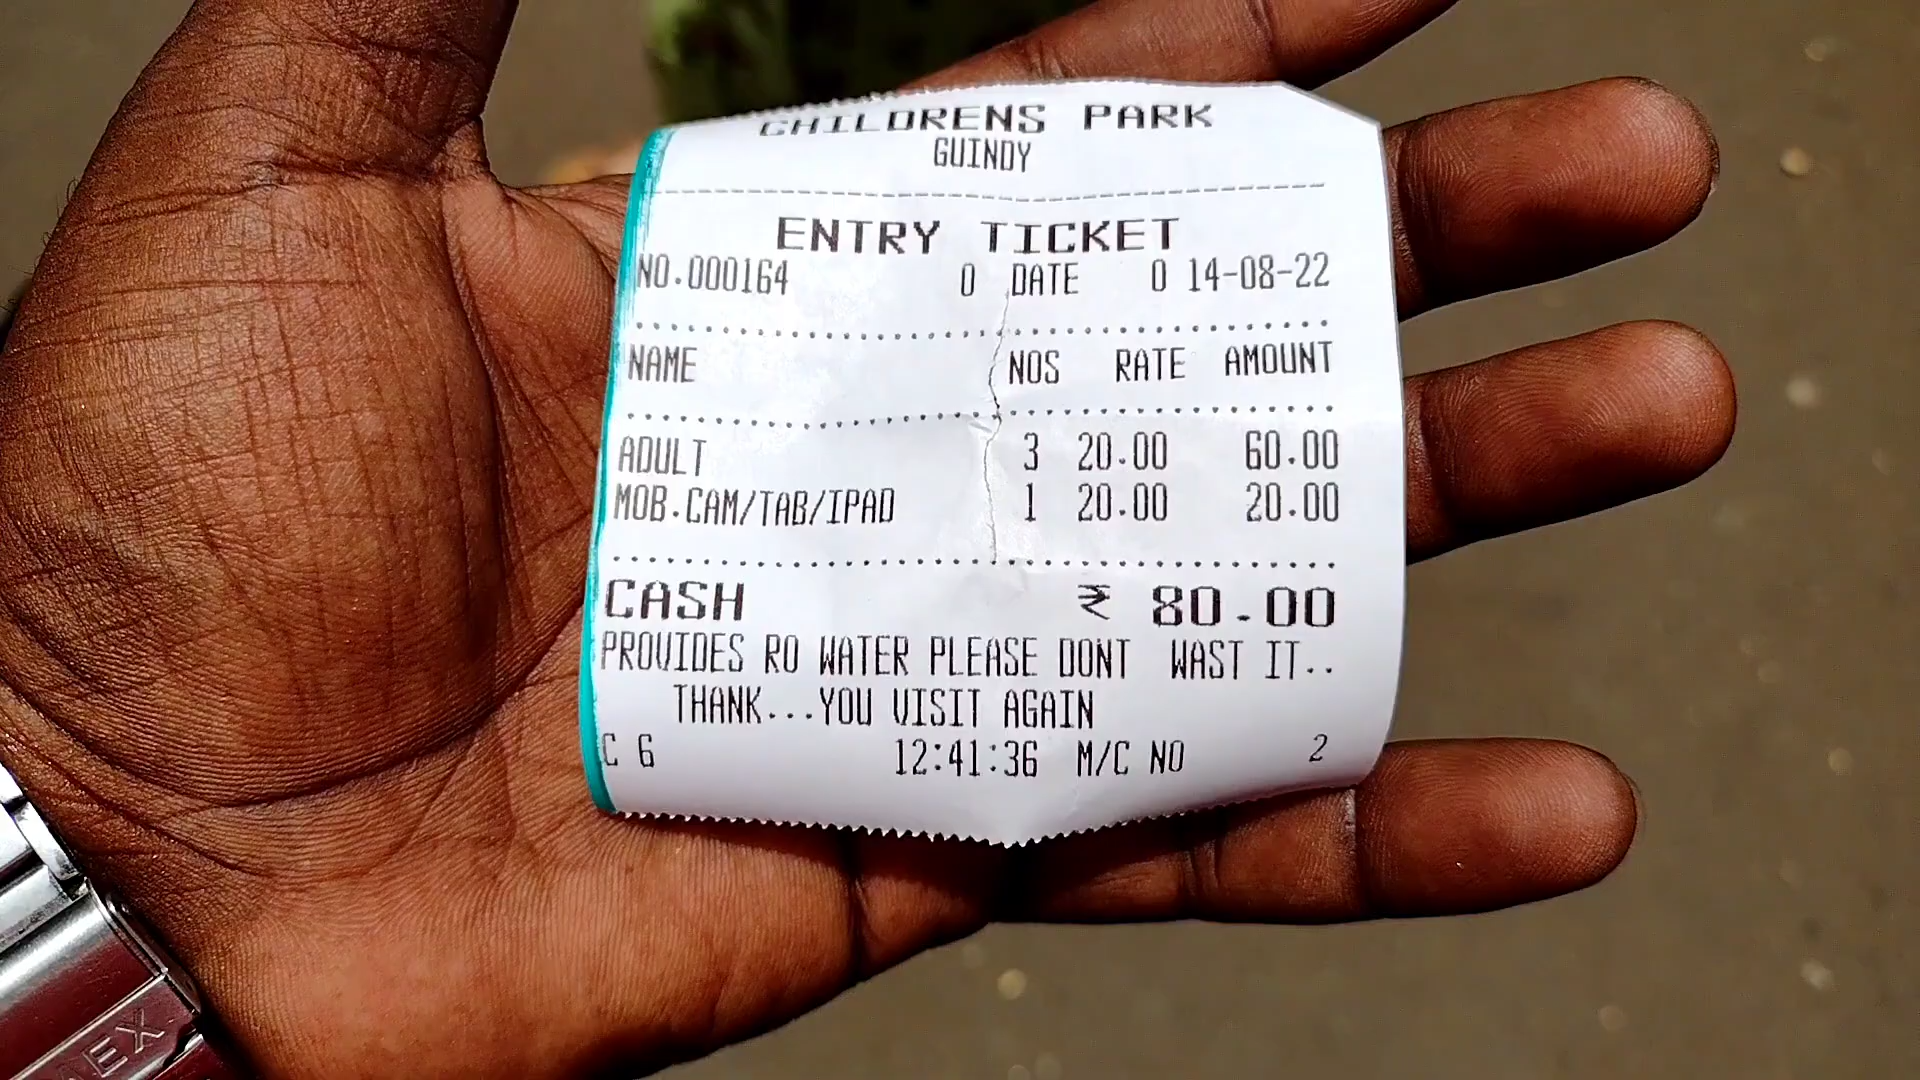 CHILDRENS PARK
GUINDY
ENTRY TICKET
NO.000164 0 DATE 0 14-08-22
NAME NOS RATE AMOUNT
ADULT 3 20.00 60.00
MOB.CAM/TAB/IPAD 1 20.00 20.00
CASH ₹ 80.00
PROVIDES RO WATER PLEASE DONT WAST IT..
THANK...YOU VISIT AGAIN
C 6 12:41:36 M/C NO 2